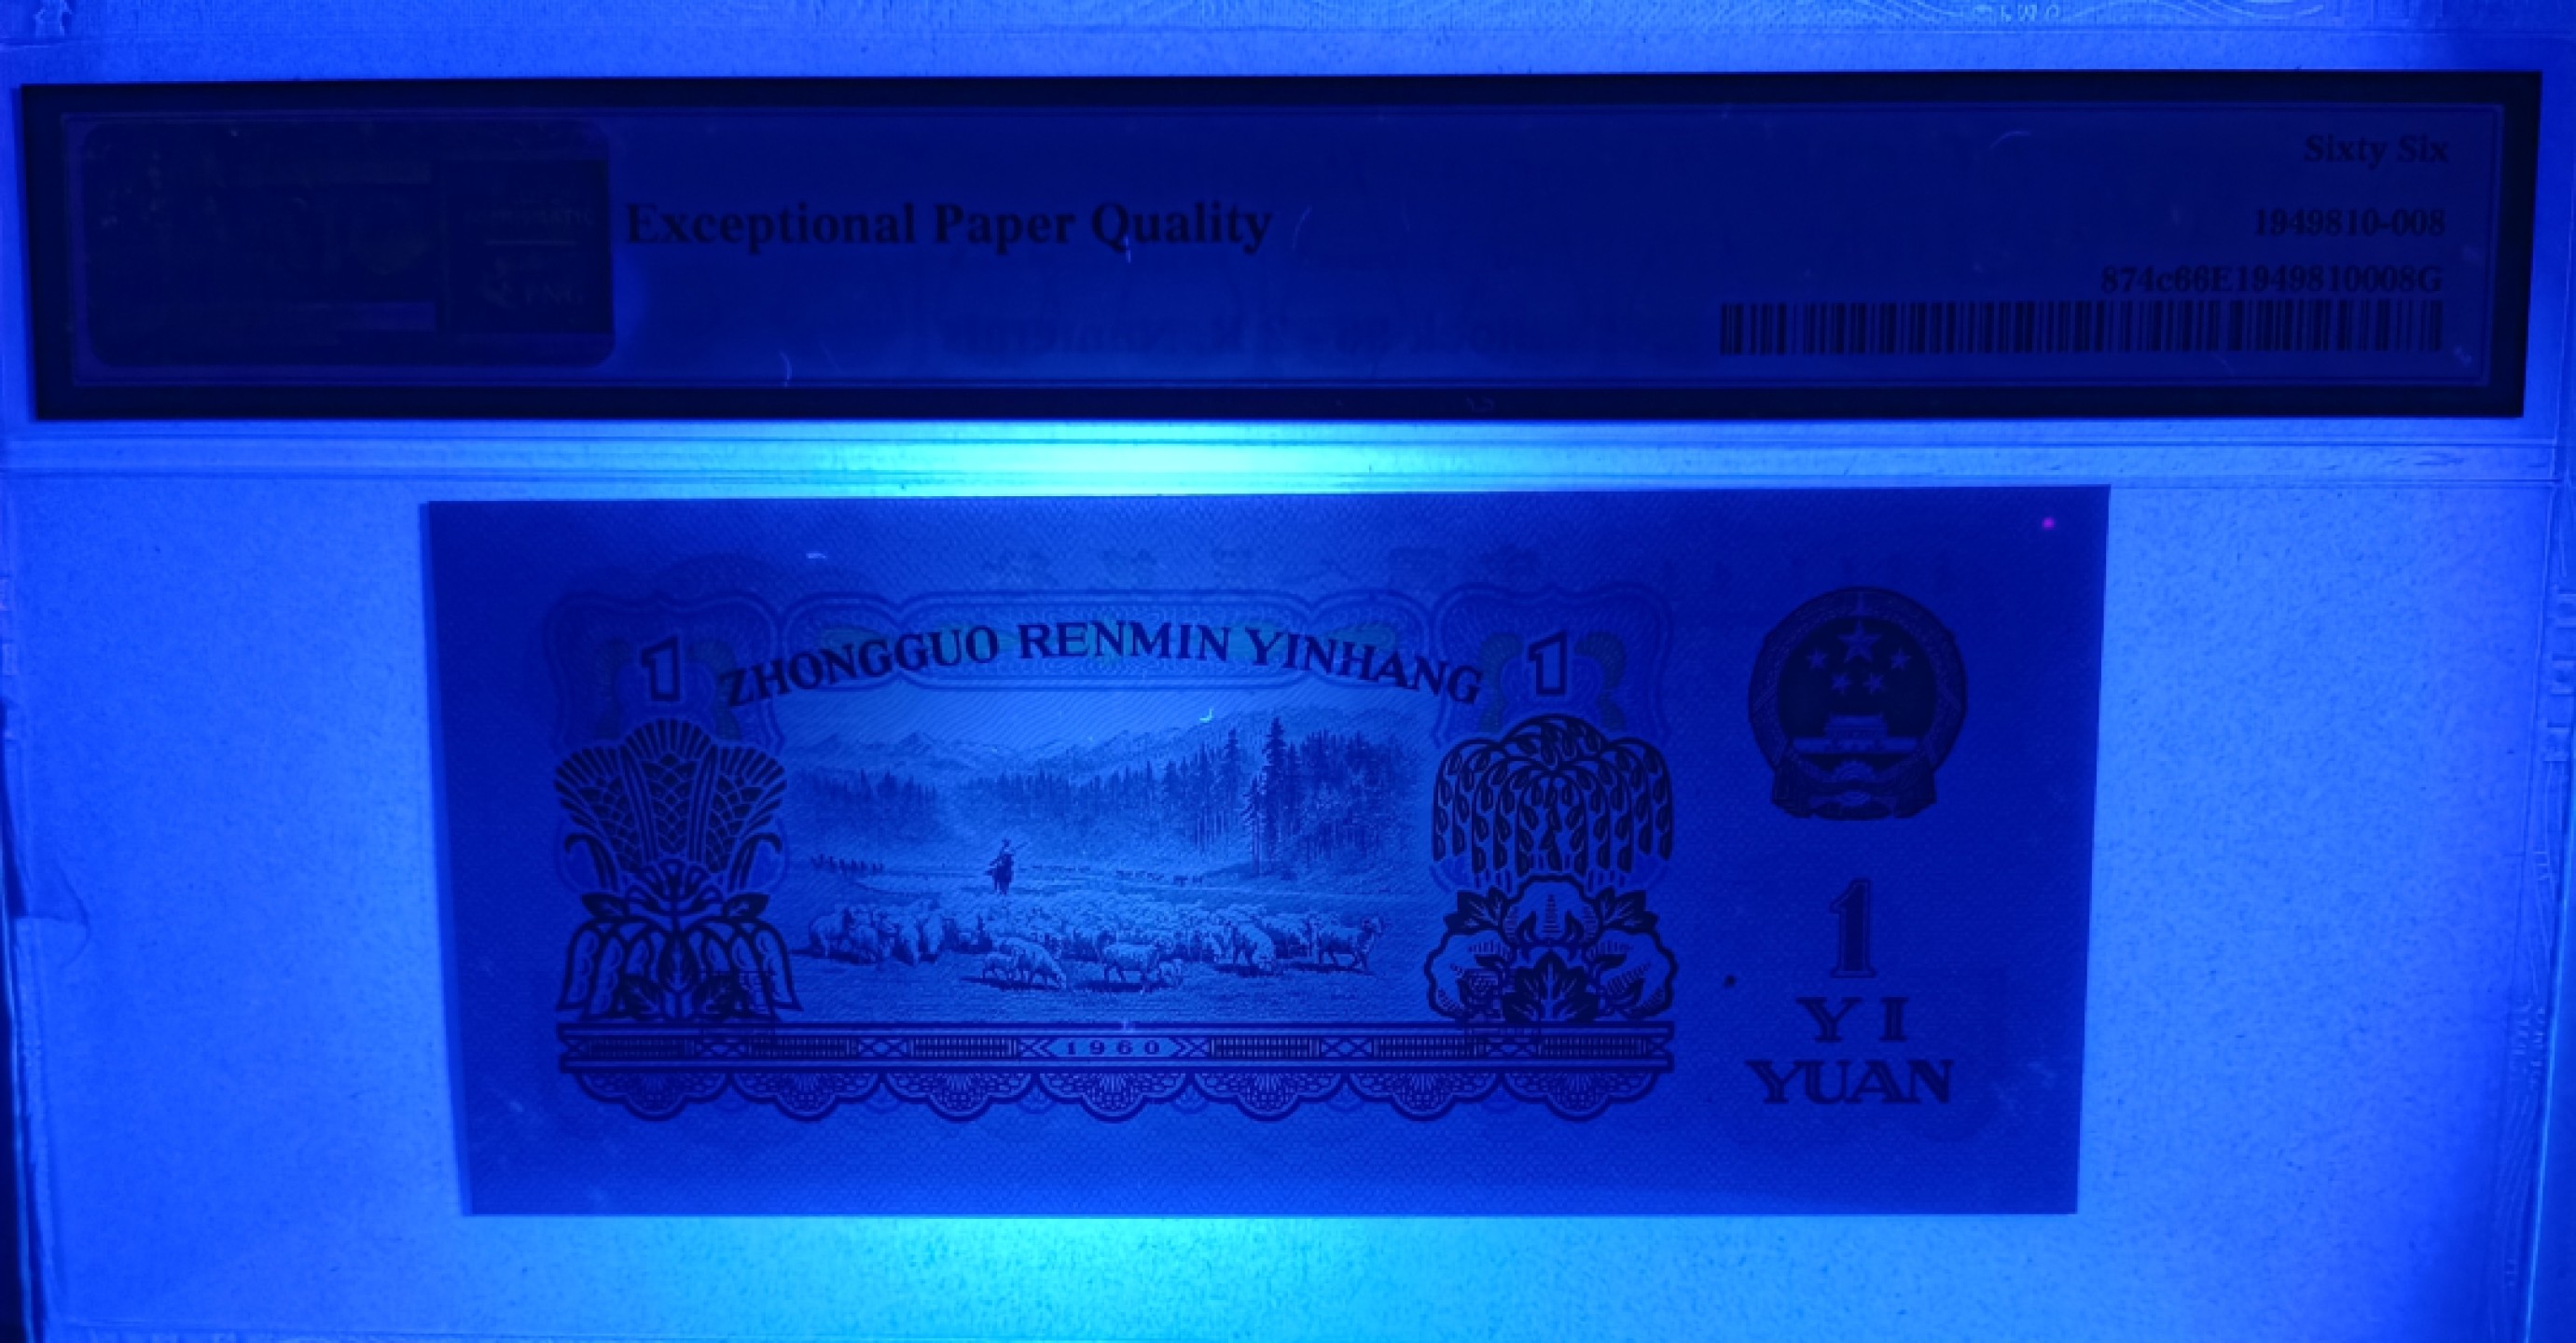 Sixty Six
Exceptional Paper Quality
1949810-008
874c66E1949810008G
1 ZHONGGUO RENMIN YINHANG 1
1960
1
YI
YUAN